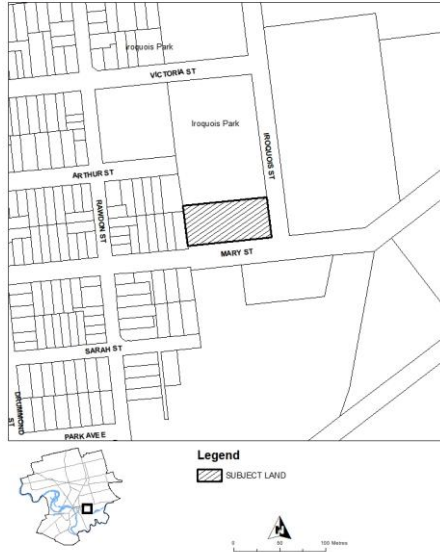 Iroquois Park
VICTORIA ST
Iroquois Park
IROQUOIS ST
ARTHUR ST
RAWDON ST
MARY ST
SARAH ST
DRUMMOND ST
PARK AVE E
Legend
SUBJECT LAND
0 50 100 Metres